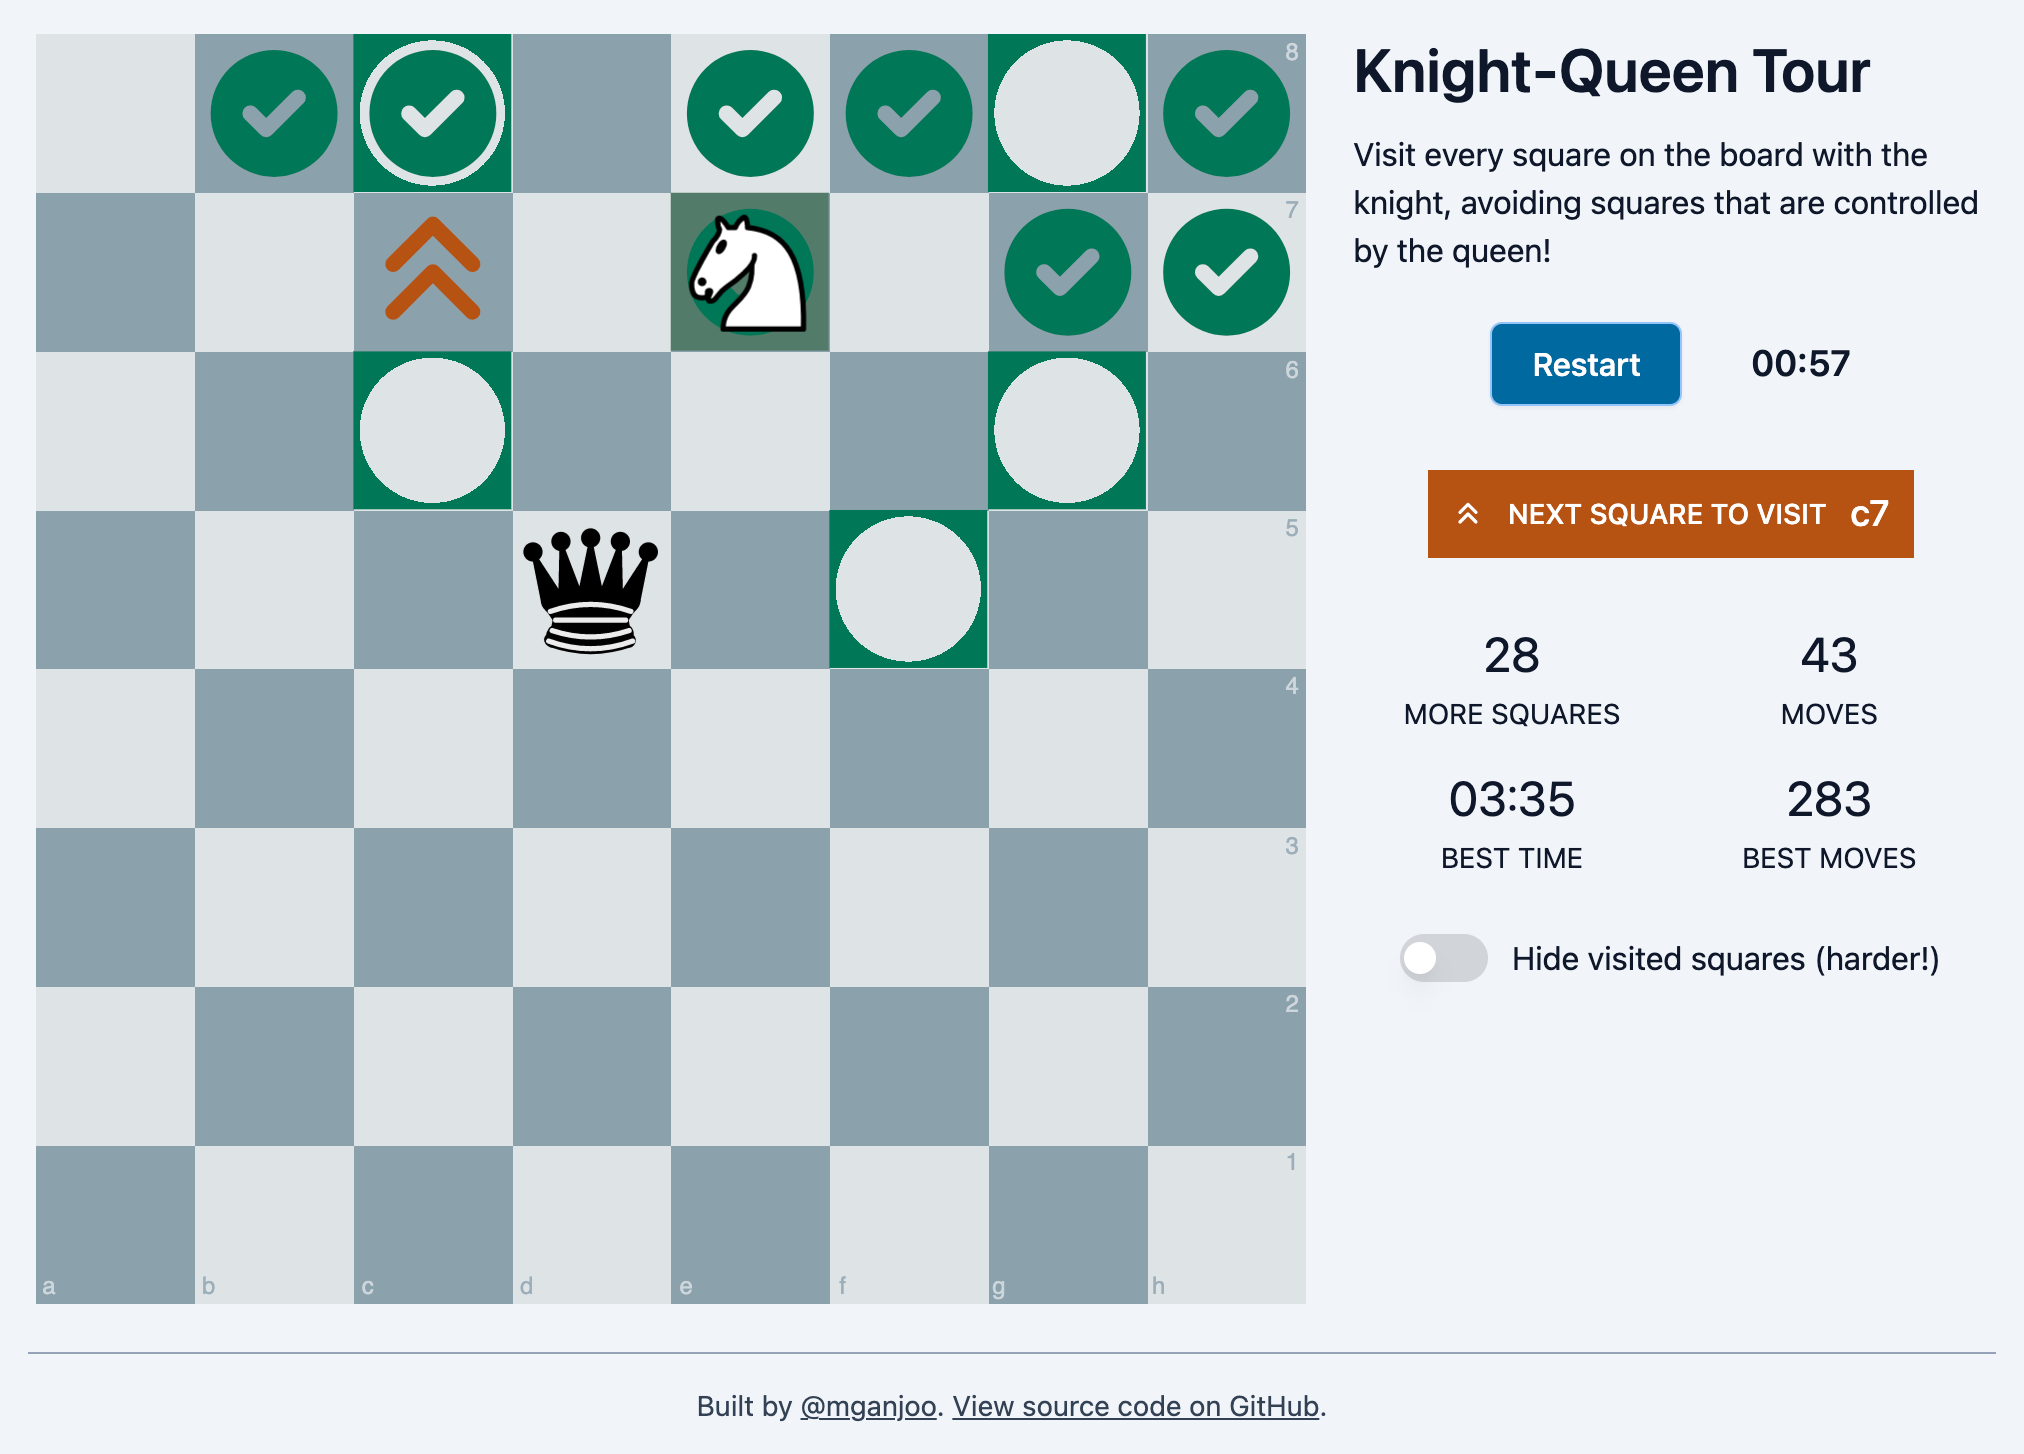 Knight-Queen Tour
Visit every square on the board with the
knight, avoiding squares that are controlled
by the queen!
Restart
00:57
NEXT SQUARE TO VISIT c7
28
MORE SQUARES
43
MOVES
03:35
BEST TIME
283
BEST MOVES
Hide visited squares (harder!)
8
7
6
5
4
3
2
1
a b c d e f g h
Built by @mganjoo. View source code on GitHub.